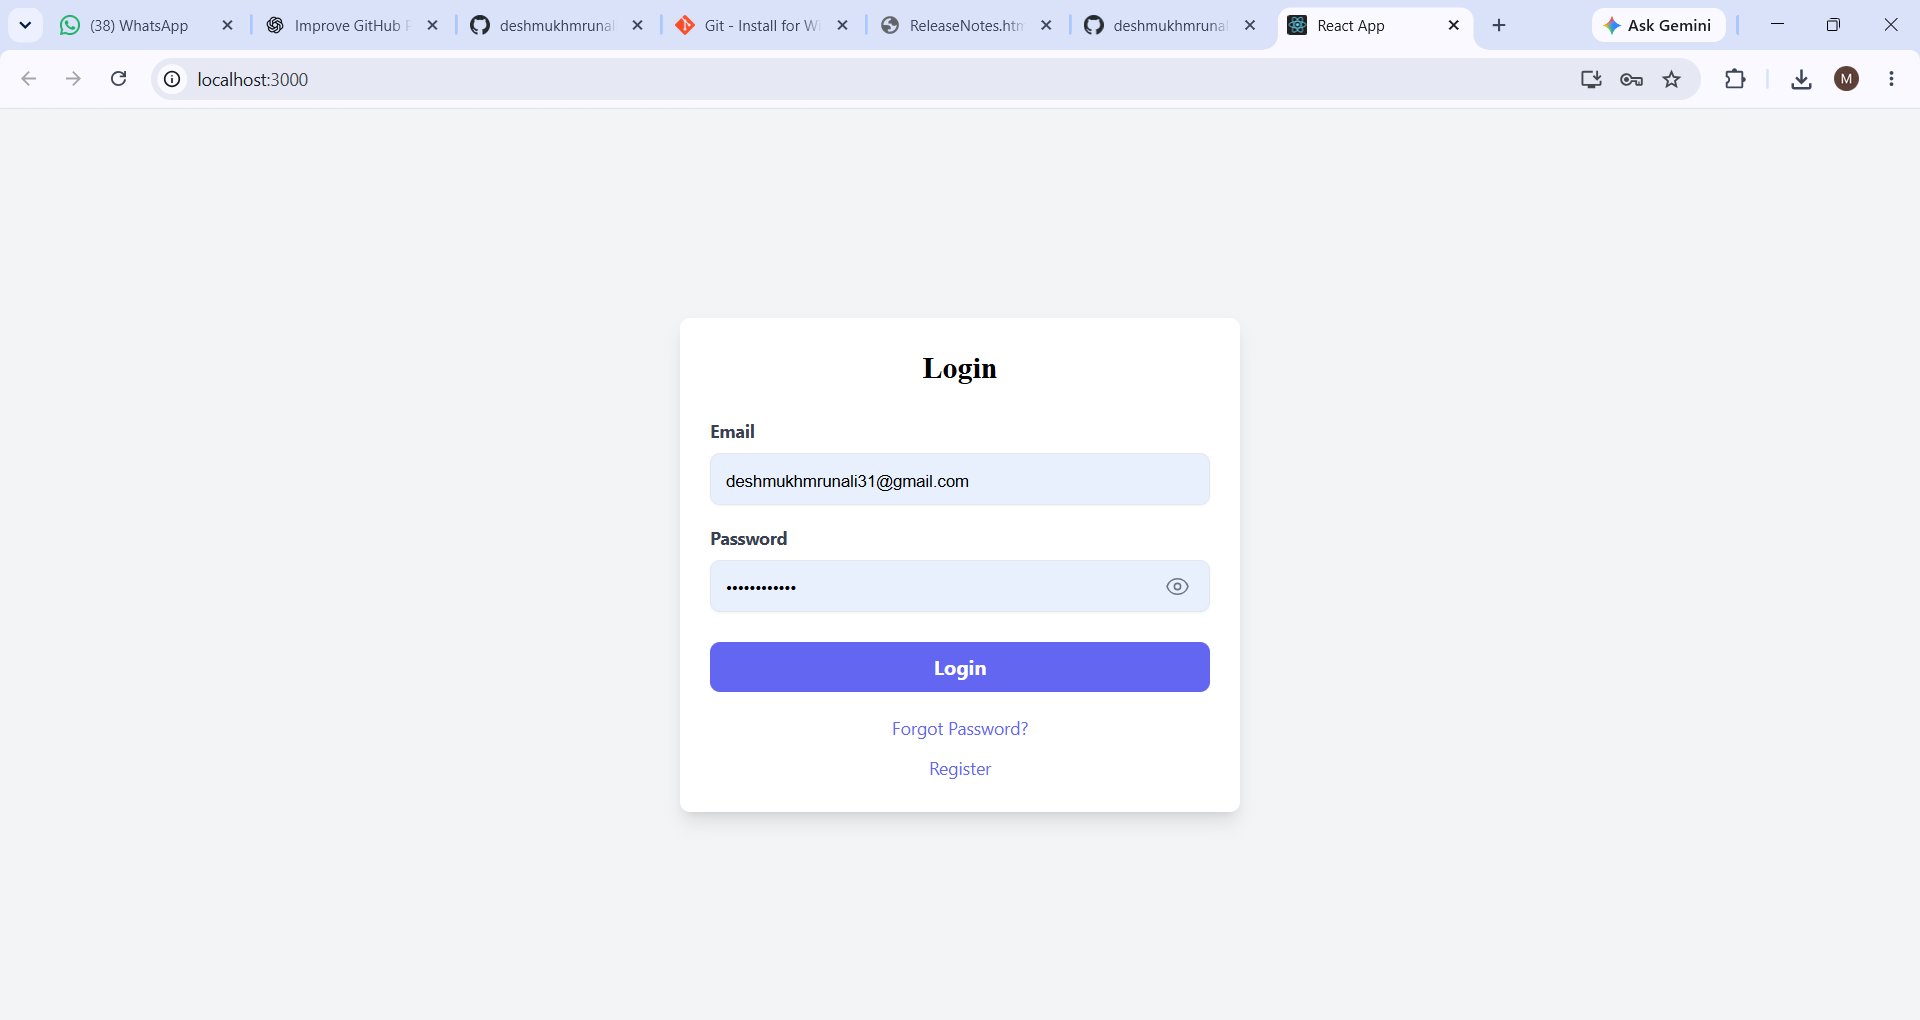 (38) WhatsApp
Improve GitHub P
deshmukhmrunal
Git - Install for Wi
ReleaseNotes.htm
deshmukhmrunal
React App
Ask Gemini
localhost:3000
M
Login
Email
deshmukhmrunali31@gmail.com
Password
••••••••••••
Login
Forgot Password?
Register